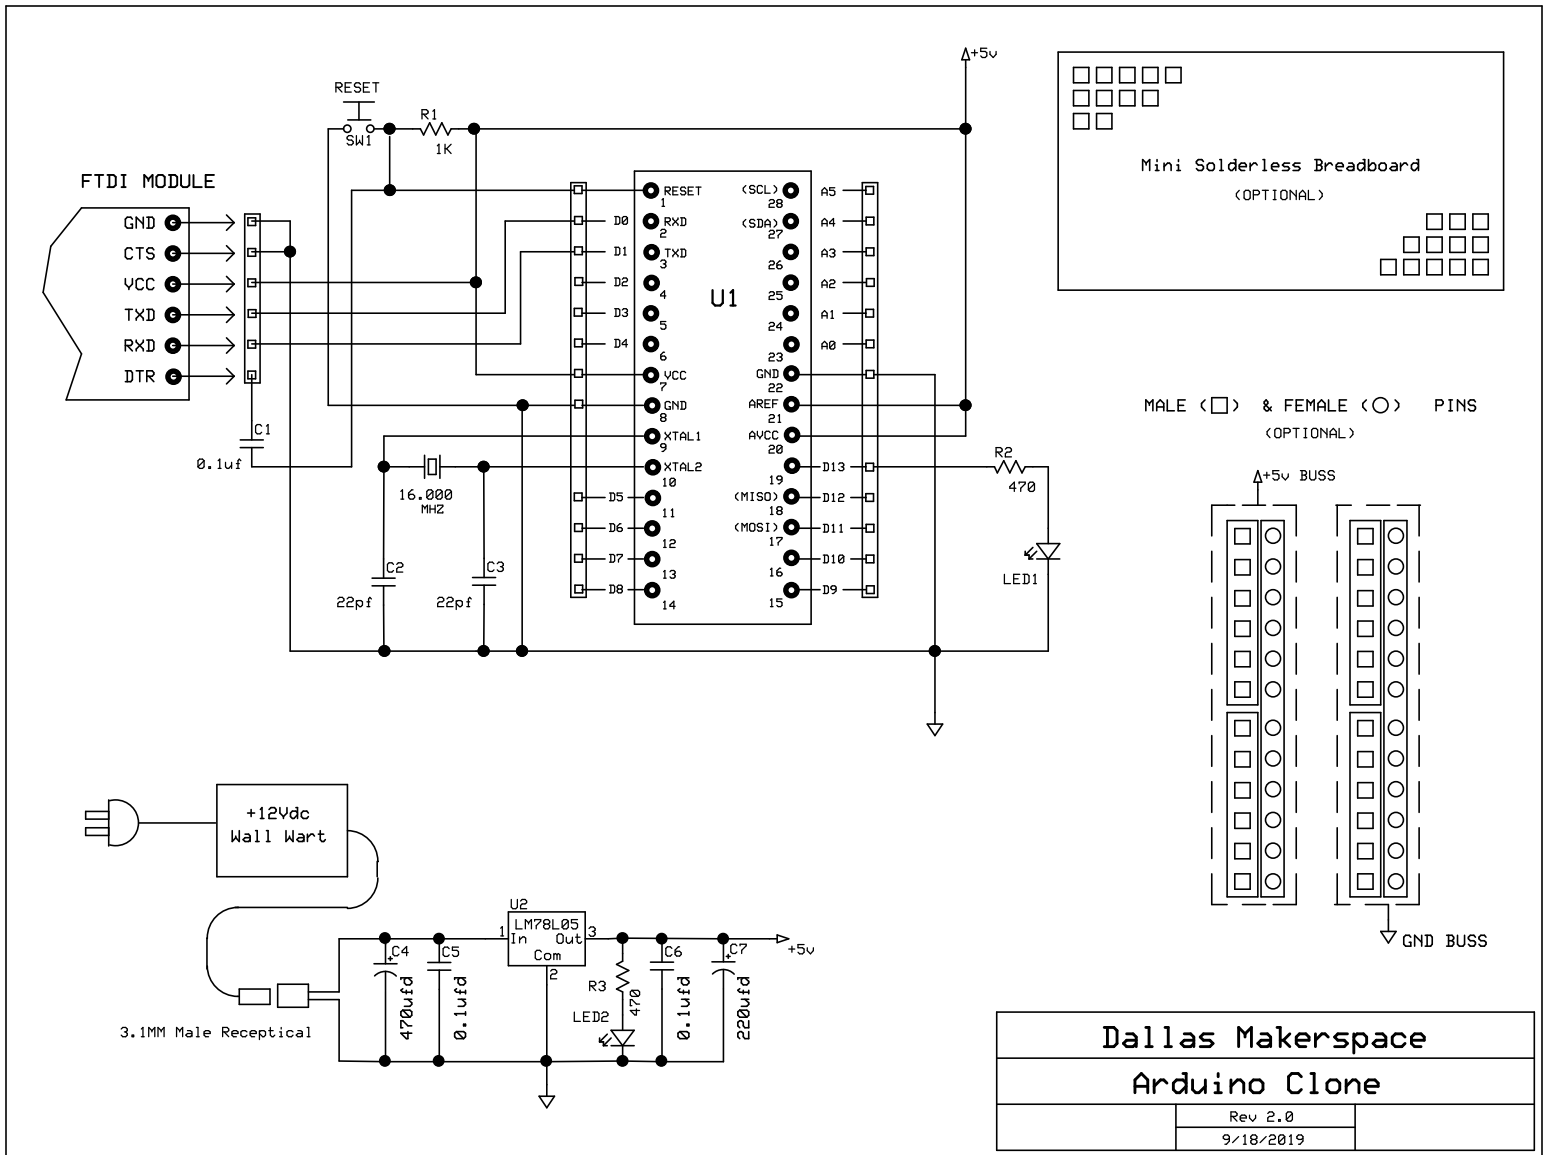 +5v
RESET
SW1
R1
1K
FTDI MODULE
GND
CTS
VCC
TXD
RXD
DTR
C1
0.1uf
D0
D1
D2
D3
D4
D5
D6
D7
D8
U1
RESET
1
RXD
2
TXD
3
4
5
6
VCC
7
GND
8
XTAL1
9
XTAL2
10
11
12
13
14
(SCL)
28
(SDA)
27
26
25
24
23
GND
22
AREF
21
AVCC
20
19
(MISO)
18
(MOSI)
17
16
15
A5
A4
A3
A2
A1
A0
D13
D12
D11
D10
D9
16.000
MHZ
C2
22pf
C3
22pf
R2
470
LED1
Mini Solderless Breadboard
(OPTIONAL)
MALE (□) & FEMALE (○) PINS
(OPTIONAL)
+5v BUSS
GND BUSS
+12Vdc
Wall Wart
3.1MM Male Receptical
C4
470ufd
C5
0.1ufd
U2
LM78L05
1
In Out
3
Com
2
R3
470
LED2
C6
0.1ufd
C7
220ufd
+5v
Dallas Makerspace
Arduino Clone
Rev 2.0
9/18/2019